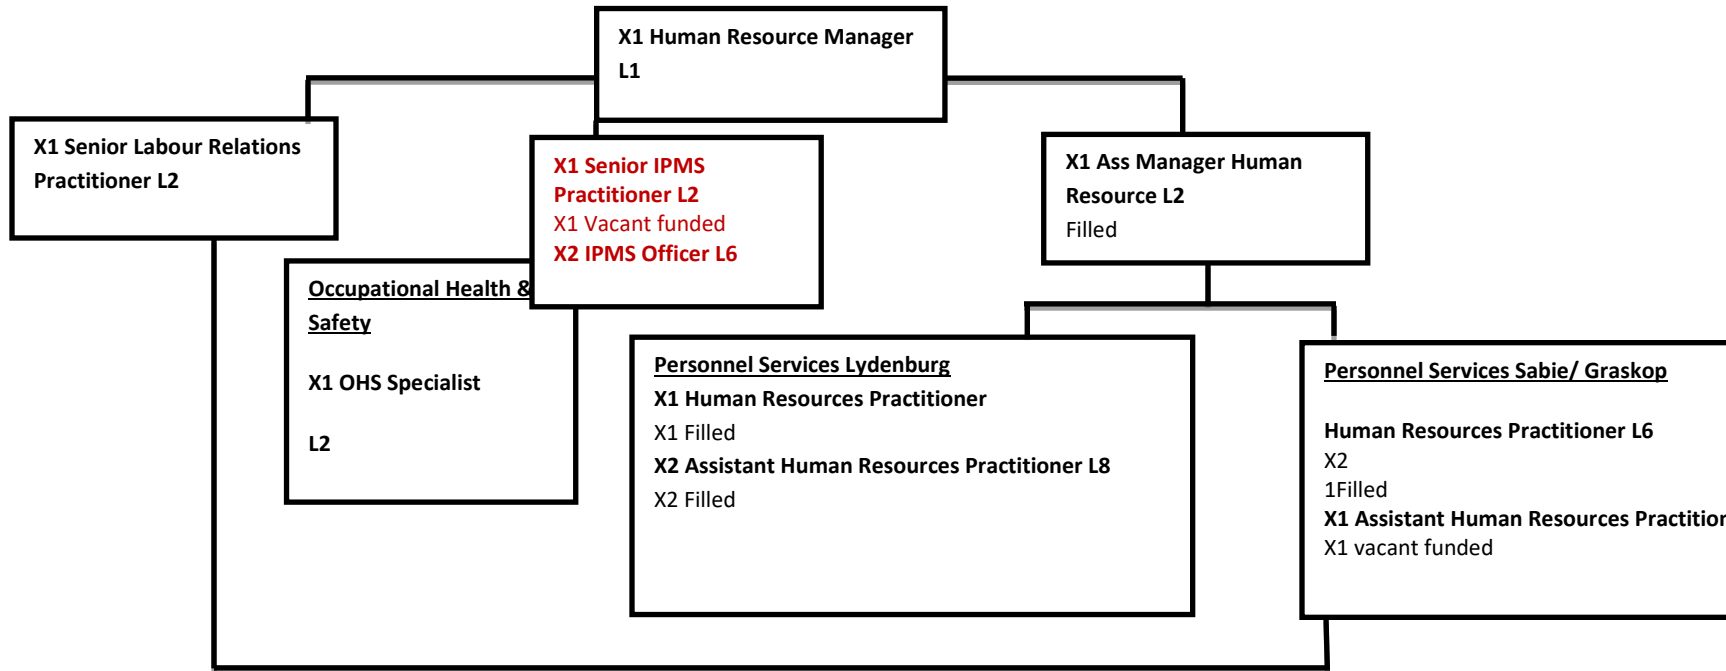 X1 Human Resource Manager
L1
X1 Senior Labour Relations
Practitioner L2
X1 Senior IPMS
Practitioner L2
X1 Vacant funded
X2 IPMS Officer L6
X1 Ass Manager Human
Resource L2
Filled
Occupational Health &
Safety
X1 OHS Specialist
L2
Personnel Services Lydenburg
X1 Human Resources Practitioner
X1 Filled
X2 Assistant Human Resources Practitioner L8
X2 Filled
Personnel Services Sabie/ Graskop
Human Resources Practitioner L6
X2
1Filled
X1 Assistant Human Resources Practition
X1 vacant funded